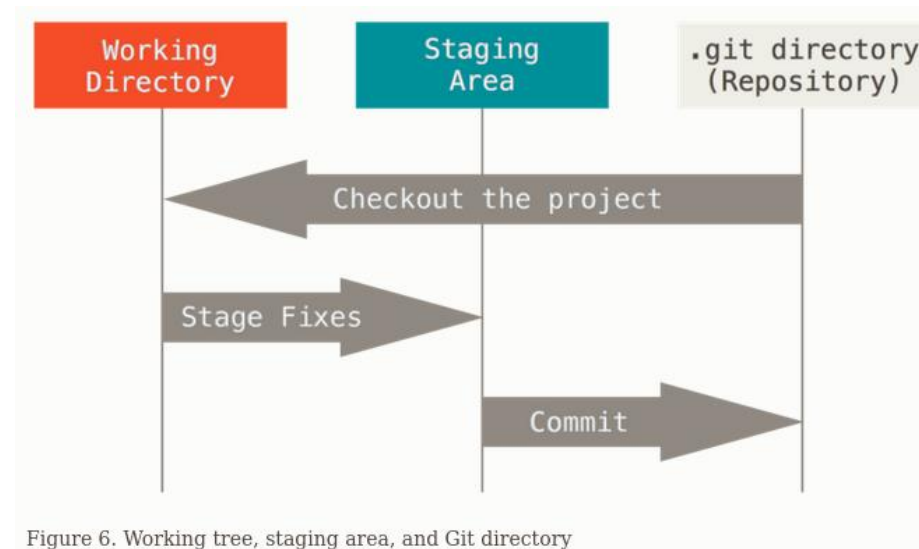 Working
Directory
Staging
Area
.git directory
(Repository)
Checkout the project
Stage Fixes
Commit
Figure 6. Working tree, staging area, and Git directory